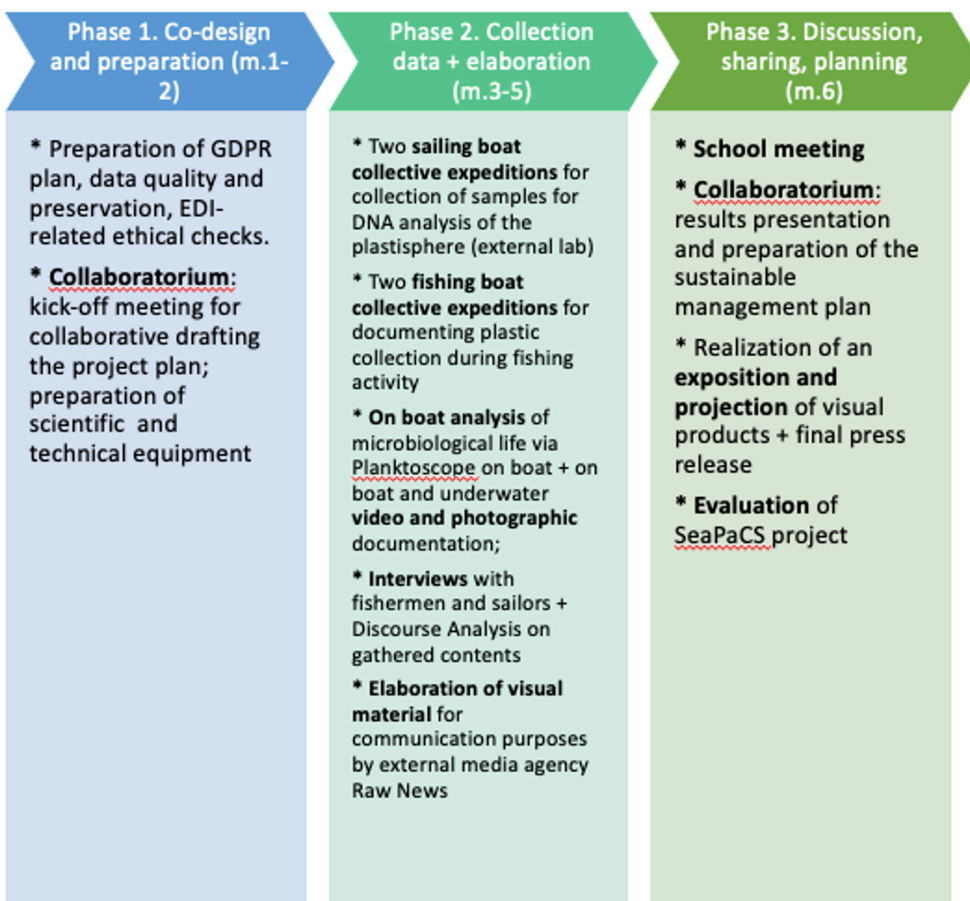 Phase 1. Co-design
and preparation (m.1-
2)
* Preparation of GDPR
plan, data quality and
preservation, EDI-
related ethical checks.
* Collaboratorium:
kick-off meeting for
collaborative drafting
the project plan;
preparation of
scientific and
technical equipment
Phase 2. Collection
data + elaboration
(m.3-5)
* Two sailing boat
collective expeditions for
collection of samples for
DNA analysis of the
plastisphere (external lab)
* Two fishing boat
collective expeditions for
documenting plastic
collection during fishing
activity
* On boat analysis of
microbiological life via
Planktoscope on boat + on
boat and underwater
video and photographic
documentation;
* Interviews with
fishermen and sailors +
Discourse Analysis on
gathered contents
* Elaboration of visual
material for
communication purposes
by external media agency
Raw News
Phase 3. Discussion,
sharing, planning
(m.6)
* School meeting
* Collaboratorium:
results presentation
and preparation of the
sustainable
management plan
* Realization of an
exposition and
projection of visual
products + final press
release
* Evaluation of
SeaPaCS project